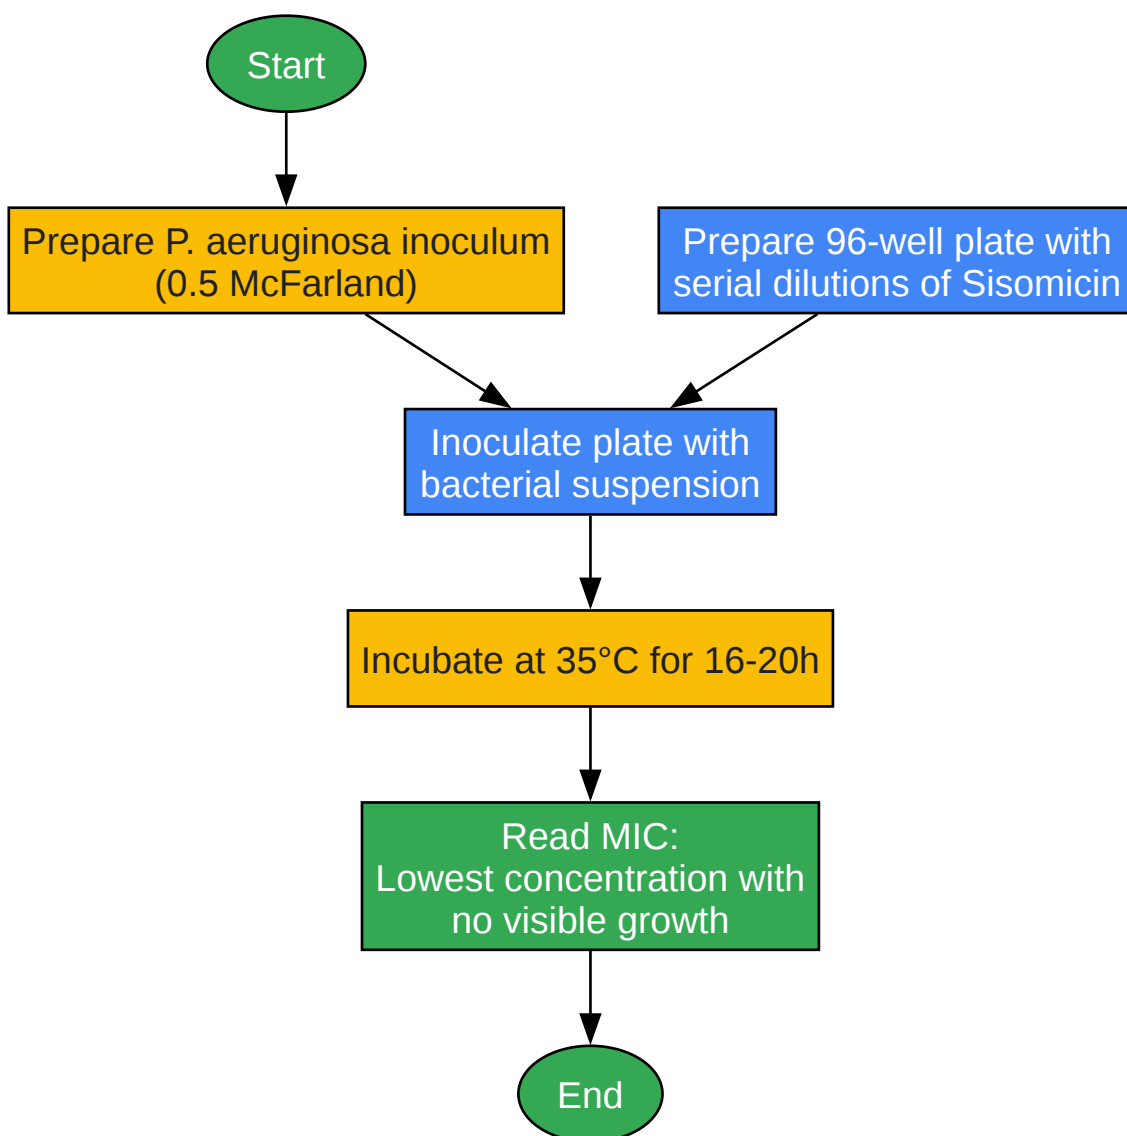 Start
Prepare P. aeruginosa inoculum
(0.5 McFarland)
Prepare 96-well plate with
serial dilutions of Sisomicin
Inoculate plate with
bacterial suspension
Incubate at 35°C for 16-20h
Read MIC:
Lowest concentration with
no visible growth
End